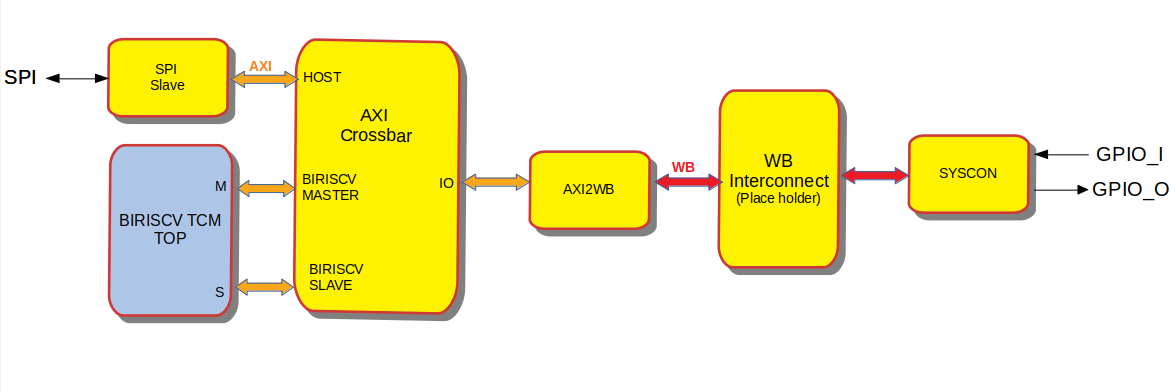 SPI
SPI
Slave
AXI
HOST
AXI
Crossbar
BIRISCV TCM
TOP
M
S
BIRISCV
MASTER
BIRISCV
SLAVE
IO
AXI2WB
WB
WB
Interconnect
(Place holder)
SYSCON
GPIO_I
GPIO_O